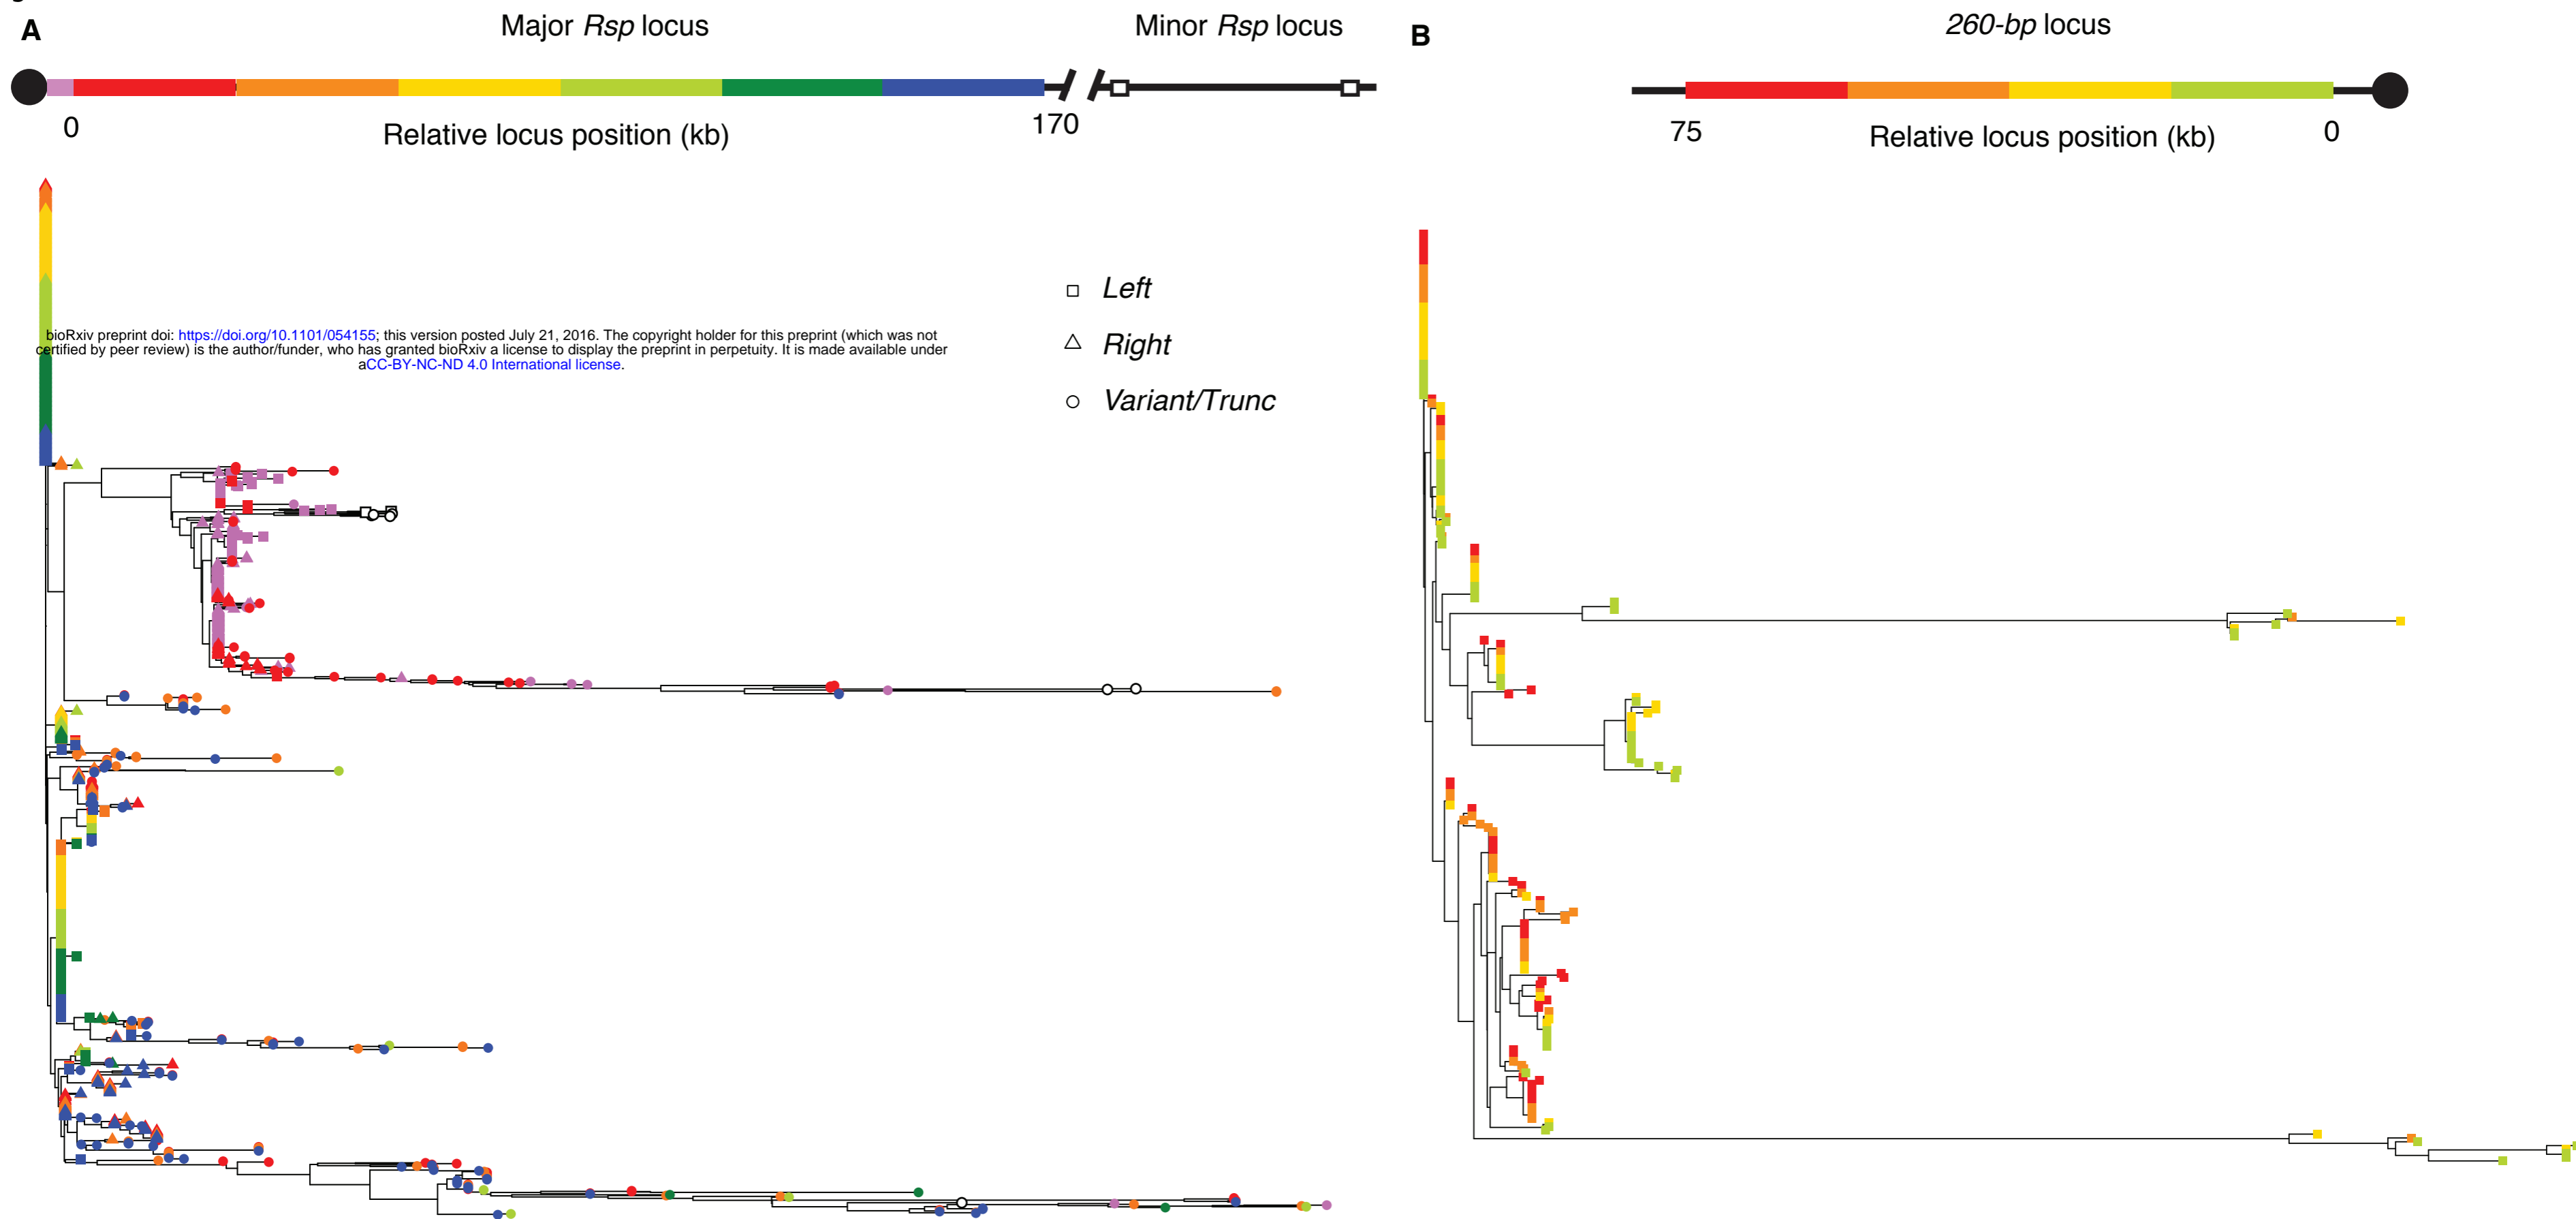 A
Major Rsp locus
Minor Rsp locus
0
Relative locus position (kb)
170
B
260-bp locus
75
Relative locus position (kb)
0
Left
Right
Variant/Trunc
bioRxiv preprint doi: https://doi.org/10.1101/054155; this version posted July 21, 2016. The copyright holder for this preprint (which was not
certified by peer review) is the author/funder, who has granted bioRxiv a license to display the preprint in perpetuity. It is made available under
aCC-BY-NC-ND 4.0 International license.